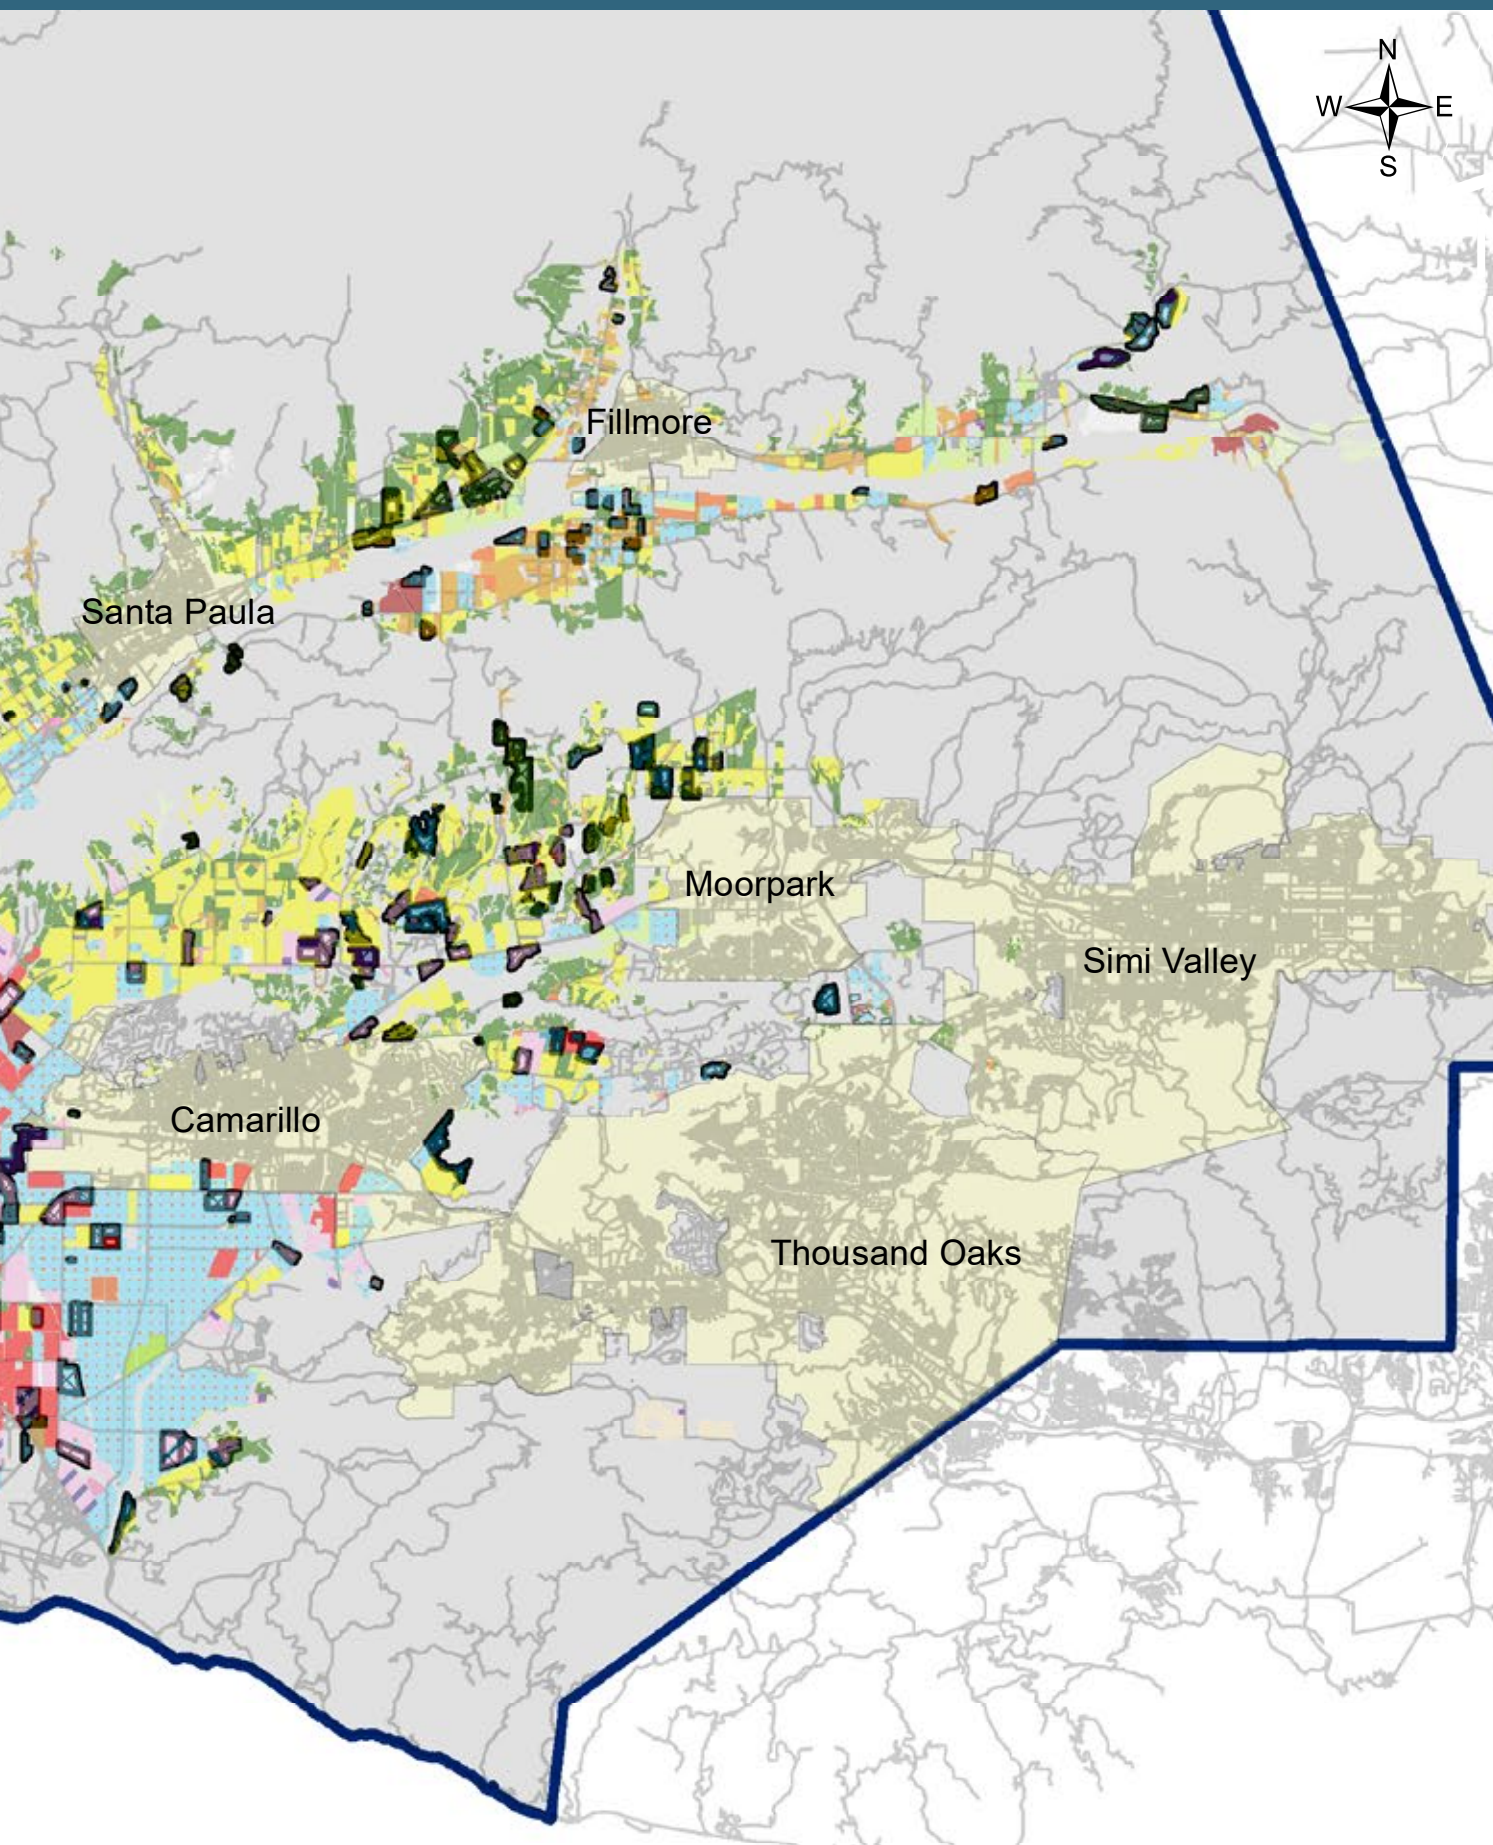 N
W E
S
Fillmore
Santa Paula
Moorpark
Simi Valley
Camarillo
Thousand Oaks